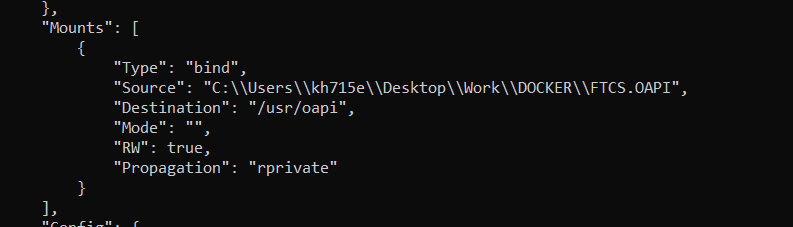 },
"Mounts": [
{
"Type": "bind",
"Source": "C:\\Users\\kh715e\\Desktop\\Work\\DOCKER\\FTCS.OAPI",
"Destination": "/usr/oapi",
"Mode": "",
"RW": true,
"Propagation": "rprivate"
}
],
"Config": {